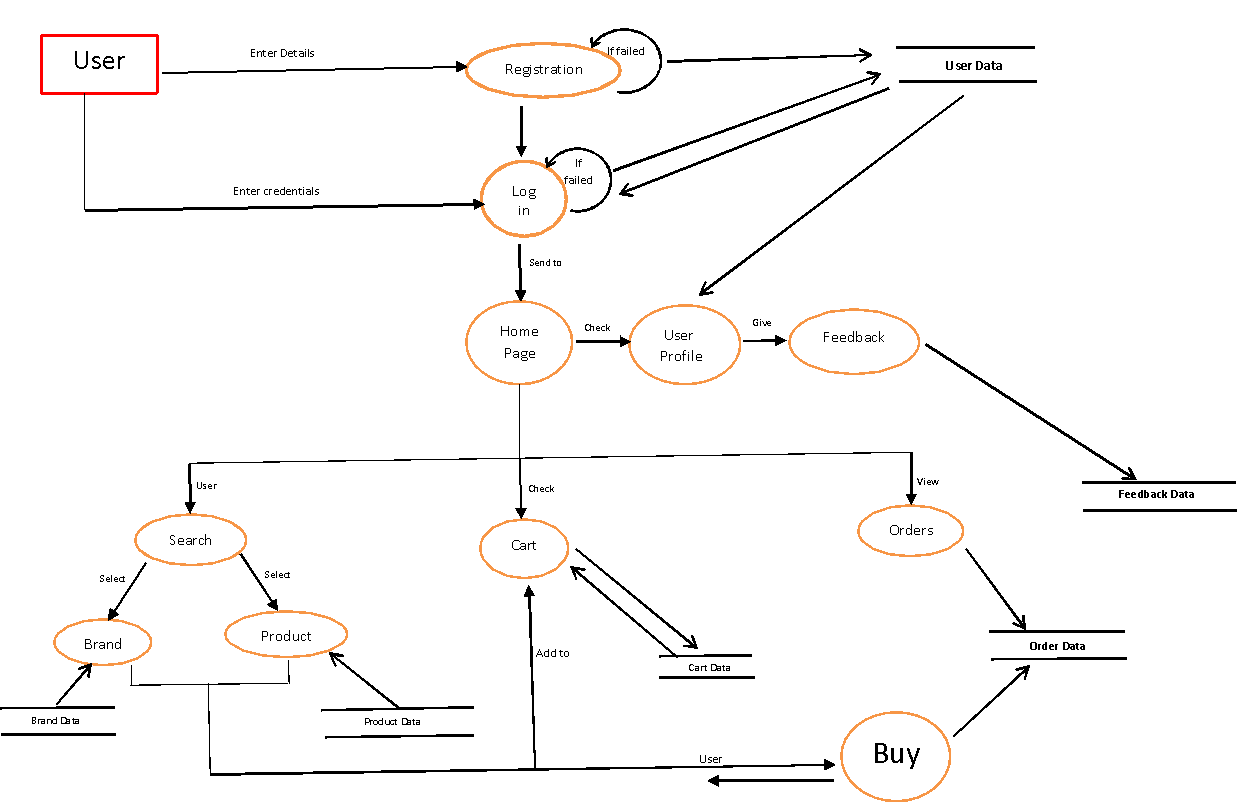 User
Enter Details
Registration
If failed
User Data
Enter credentials
Log
in
If
failed
Send to
Home
Page
Check
User
Profile
Give
Feedback
Feedback Data
User
Check
View
Search
Cart
Orders
Select
Select
Brand
Product
Add to
Cart Data
Order Data
Brand Data
Product Data
User
Buy